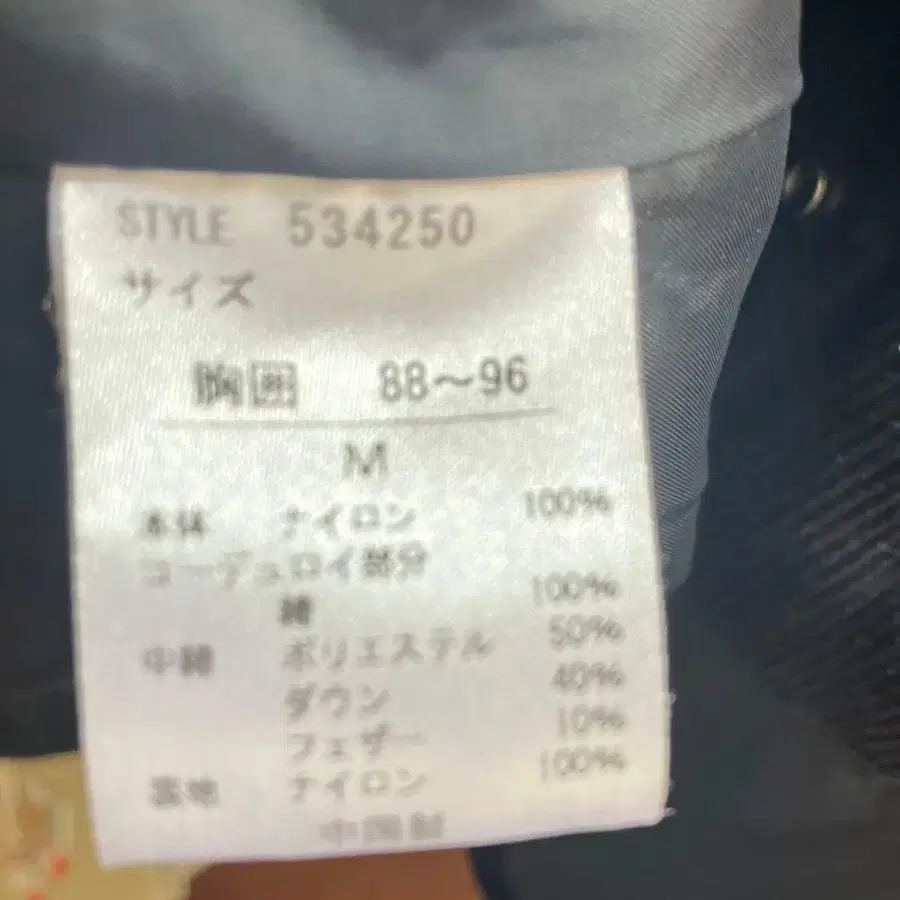 STYLE 534250
サイズ
胸囲 88〜96
M
本体 ナイロン 100%
コーデュロイ部分
綿 100%
中綿 ポリエステル 50%
ダウン 40%
フェザー 10%
裏地 ナイロン 100%
中国製